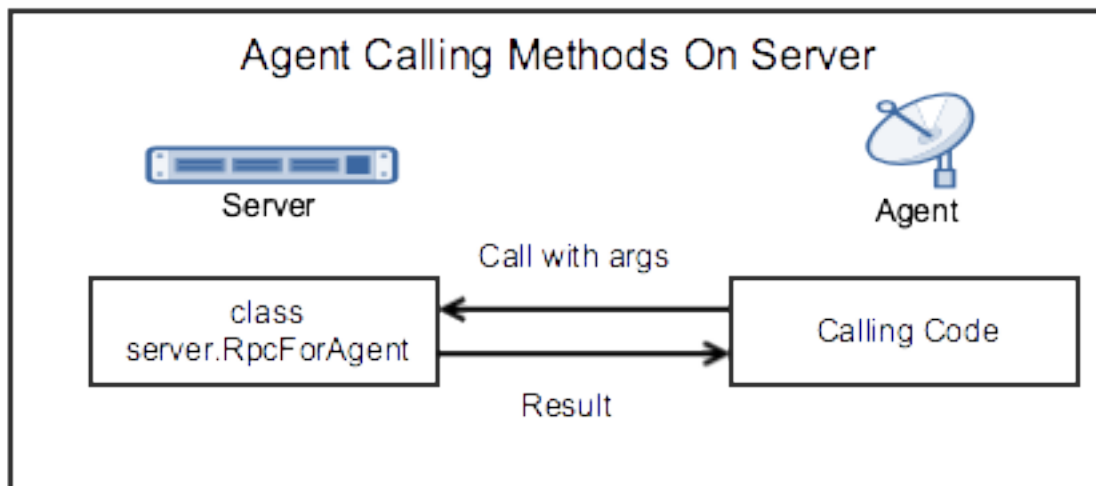 Agent Calling Methods On Server
Server
Agent
Call with args
class
server.RpcForAgent
Calling Code
Result